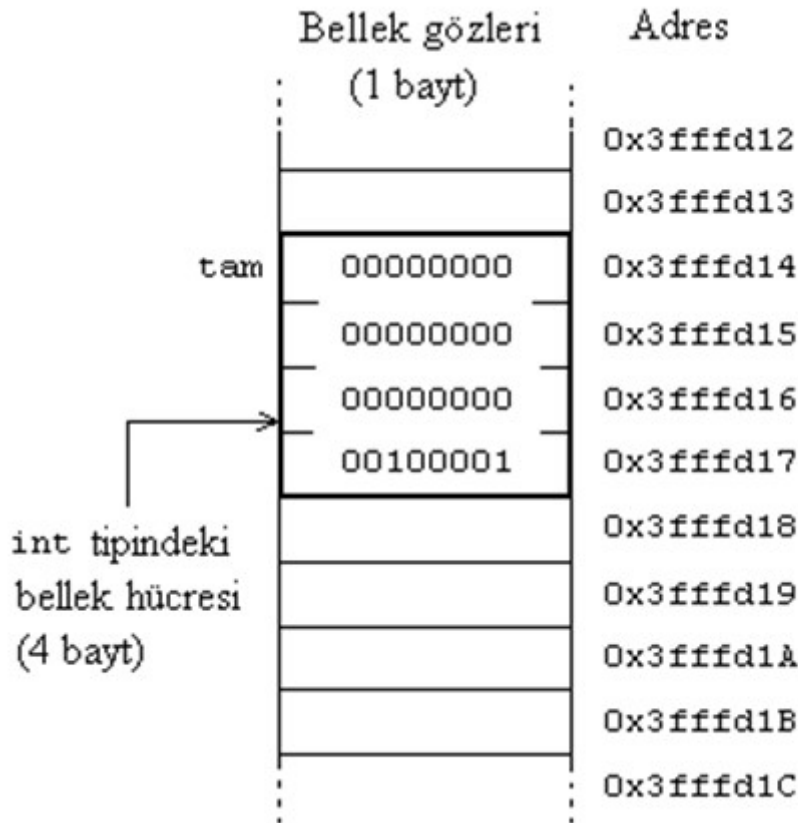 Bellek gözleri
(1 bayt)
Adres
0x3fffd12
0x3fffd13
tam 00000000 0x3fffd14
00000000 0x3fffd15
00000000 0x3fffd16
00100001 0x3fffd17
0x3fffd18
int tipindeki
bellek hücresi
(4 bayt)
0x3fffd19
0x3fffd1A
0x3fffd1B
0x3fffd1C